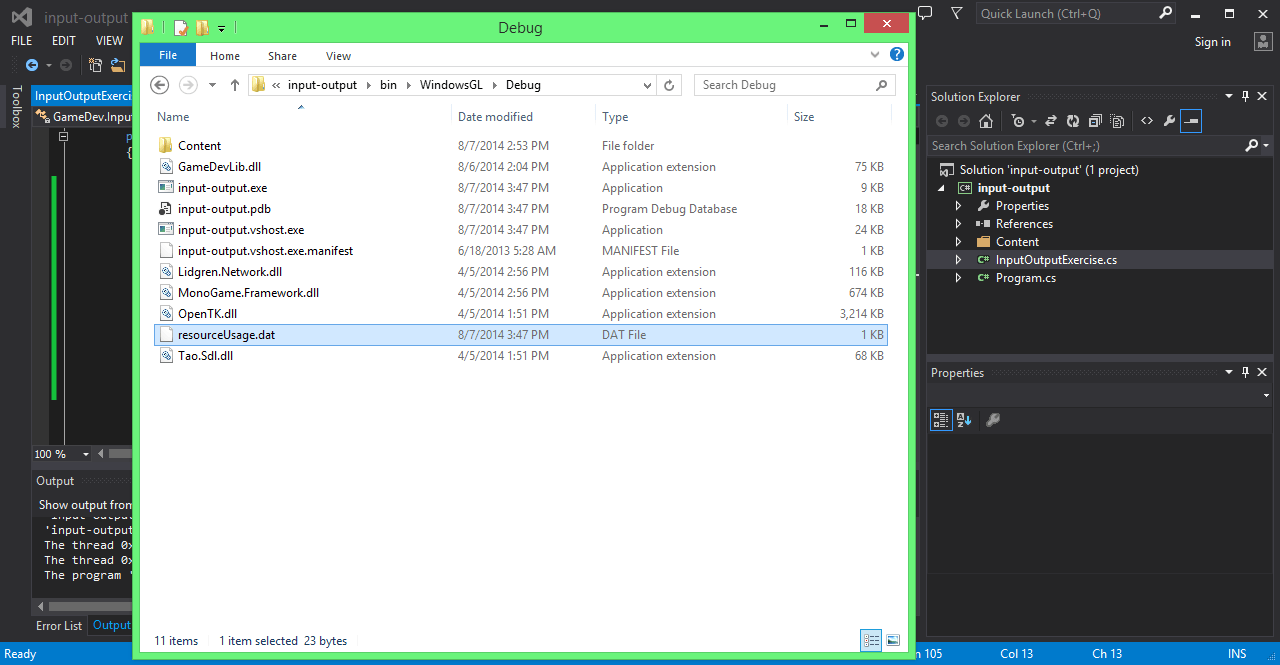 input-output
Debug
Quick Launch (Ctrl+Q)
FILE EDIT VIEW
File Home Share View
Sign in
Toolbox
« input-output bin WindowsGL Debug
Search Debug
InputOutputExerci
GameDev.Inpu
Name Date modified Type Size
Content 8/7/2014 2:53 PM File folder
GameDevLib.dll 8/6/2014 2:04 PM Application extension 75 KB
input-output.exe 8/7/2014 3:47 PM Application 9 KB
input-output.pdb 8/7/2014 3:47 PM Program Debug Database 18 KB
input-output.vshost.exe 8/7/2014 3:47 PM Application 24 KB
input-output.vshost.exe.manifest 6/18/2013 5:28 AM MANIFEST File 1 KB
Lidgren.Network.dll 4/5/2014 2:56 PM Application extension 116 KB
MonoGame.Framework.dll 4/5/2014 2:56 PM Application extension 674 KB
OpenTK.dll 4/5/2014 1:51 PM Application extension 3,214 KB
resourceUsage.dat 8/7/2014 3:47 PM DAT File 1 KB
Tao.Sdl.dll 4/5/2014 1:51 PM Application extension 68 KB
11 items 1 item selected 23 bytes
Solution Explorer
Search Solution Explorer (Ctrl+;)
Solution 'input-output' (1 project)
C# input-output
Properties
References
Content
C# InputOutputExercise.cs
C# Program.cs
Properties
100 %
Output
Show output from
'input-output
The thread 0x
The thread 0x
The program '
Error List Output
Ready
105 Col 13 Ch 13 INS